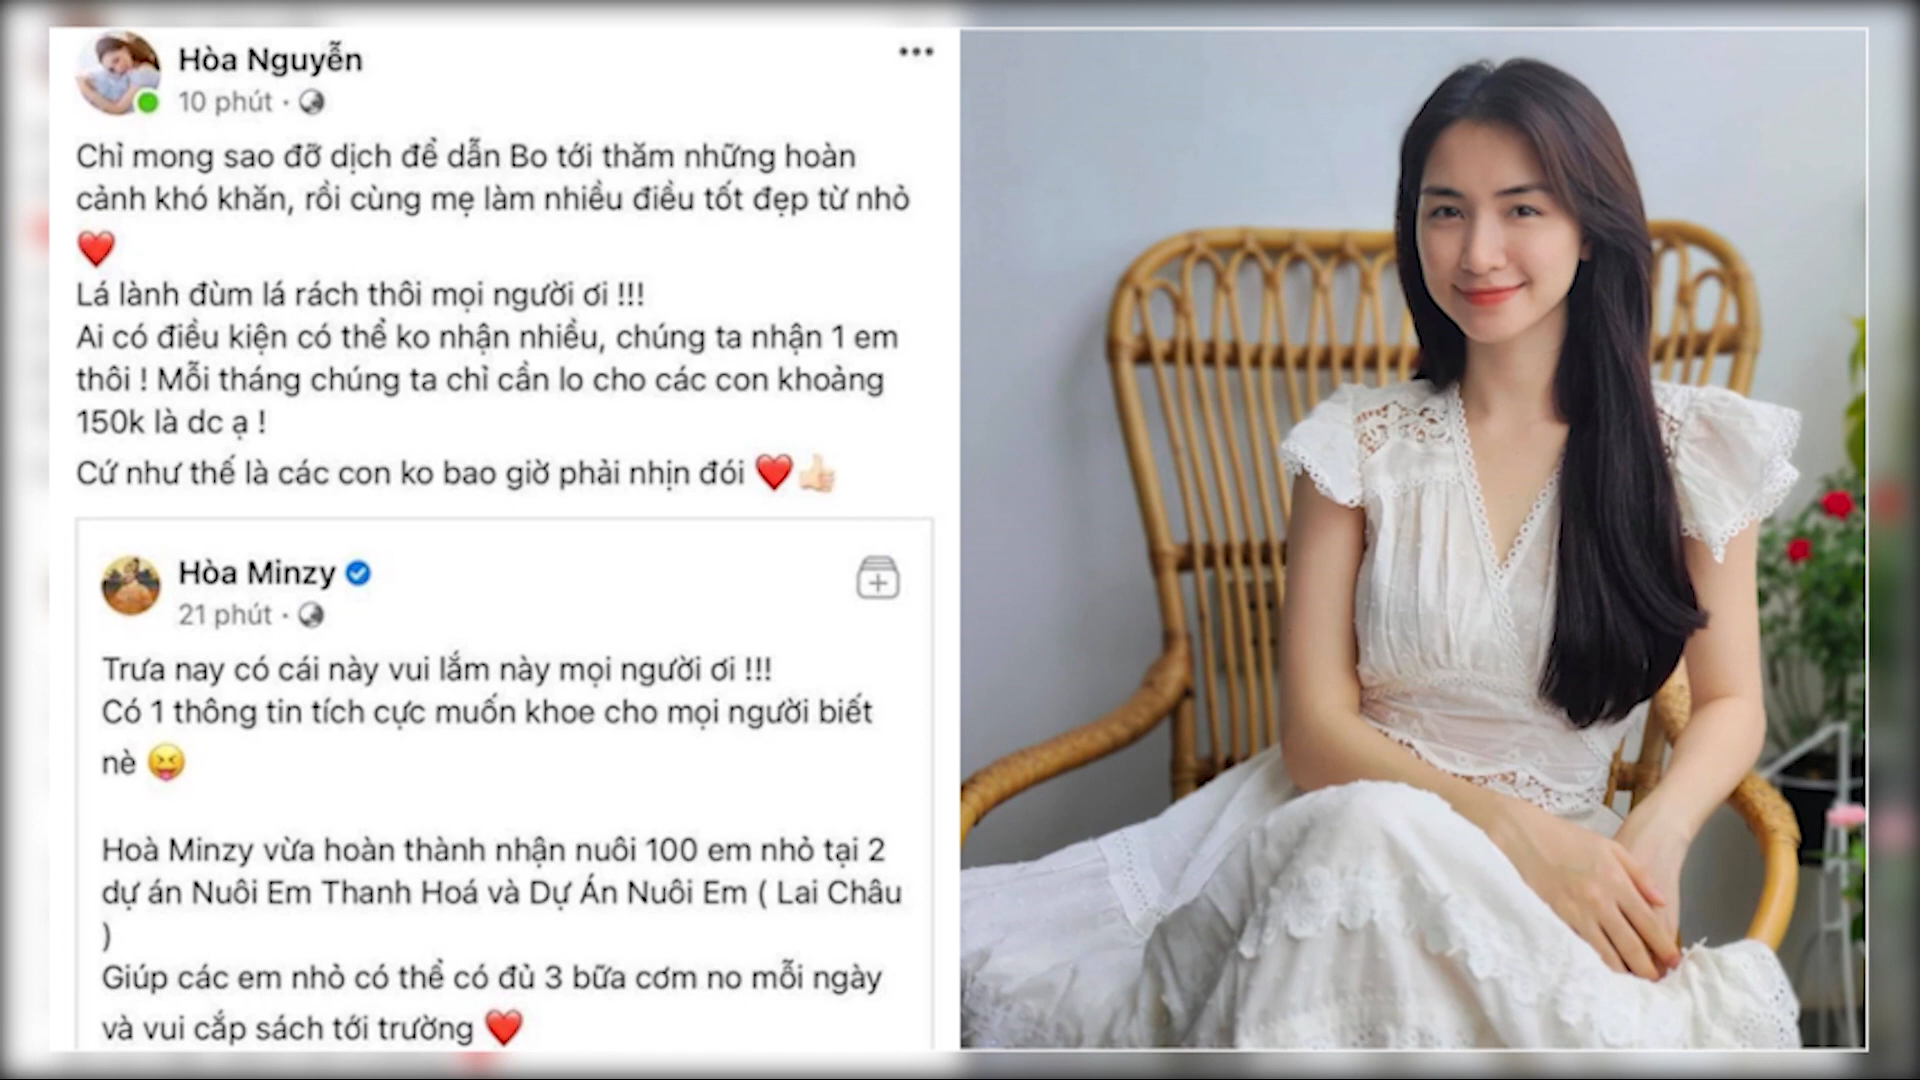 Hòa Nguyễn
10 phút ·
Chỉ mong sao đỡ dịch để dẫn Bo tới thăm những hoàn
cảnh khó khăn, rồi cùng mẹ làm nhiều điều tốt đẹp từ nhỏ
❤️
Lá lành đùm lá rách thôi mọi người ơi !!!
Ai có điều kiện có thể ko nhận nhiều, chúng ta nhận 1 em
thôi ! Mỗi tháng chúng ta chỉ cần lo cho các con khoảng
150k là dc ạ !
Cứ như thế là các con ko bao giờ phải nhịn đói ❤️👍🏻
Hòa Minzy
21 phút ·
Trưa nay có cái này vui lắm này mọi người ơi !!!
Có 1 thông tin tích cực muốn khoe cho mọi người biết
nè 😝
Hoà Minzy vừa hoàn thành nhận nuôi 100 em nhỏ tại 2
dự án Nuôi Em Thanh Hoá và Dự Án Nuôi Em ( Lai Châu
)
Giúp các em nhỏ có thể có đủ 3 bữa cơm no mỗi ngày
và vui cắp sách tới trường ❤️